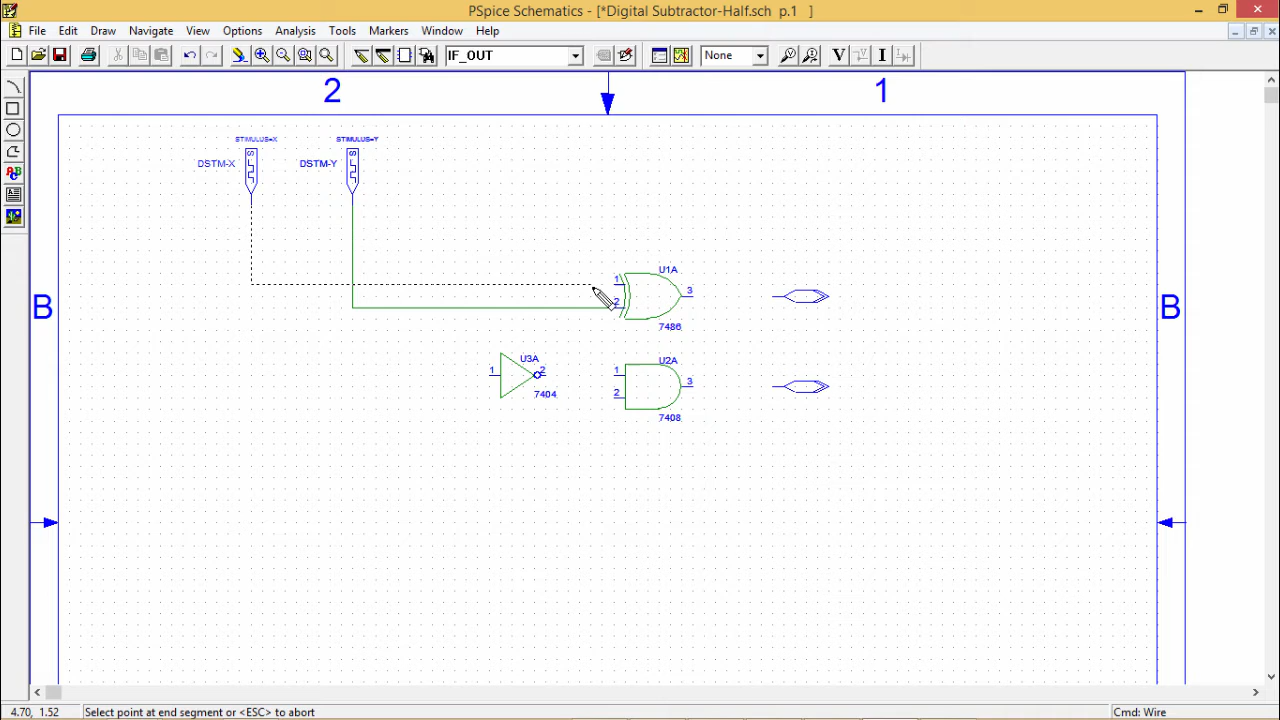 PSpice Schematics - [*Digital Subtractor-Half.sch p.1 ]
File Edit Draw Navigate View Options Analysis Tools Markers Window Help
IF_OUT None V V I I
ABC
2 1
STIMULUS=X STIMULUS=Y
S S
DSTM-X DSTM-Y
U1A
1
3
2
7486
B B
U3A U2A
1 2 1
3
2
7404
7408
4.70, 1.52 Select point at end segment or <ESC> to abort Cmd: Wire